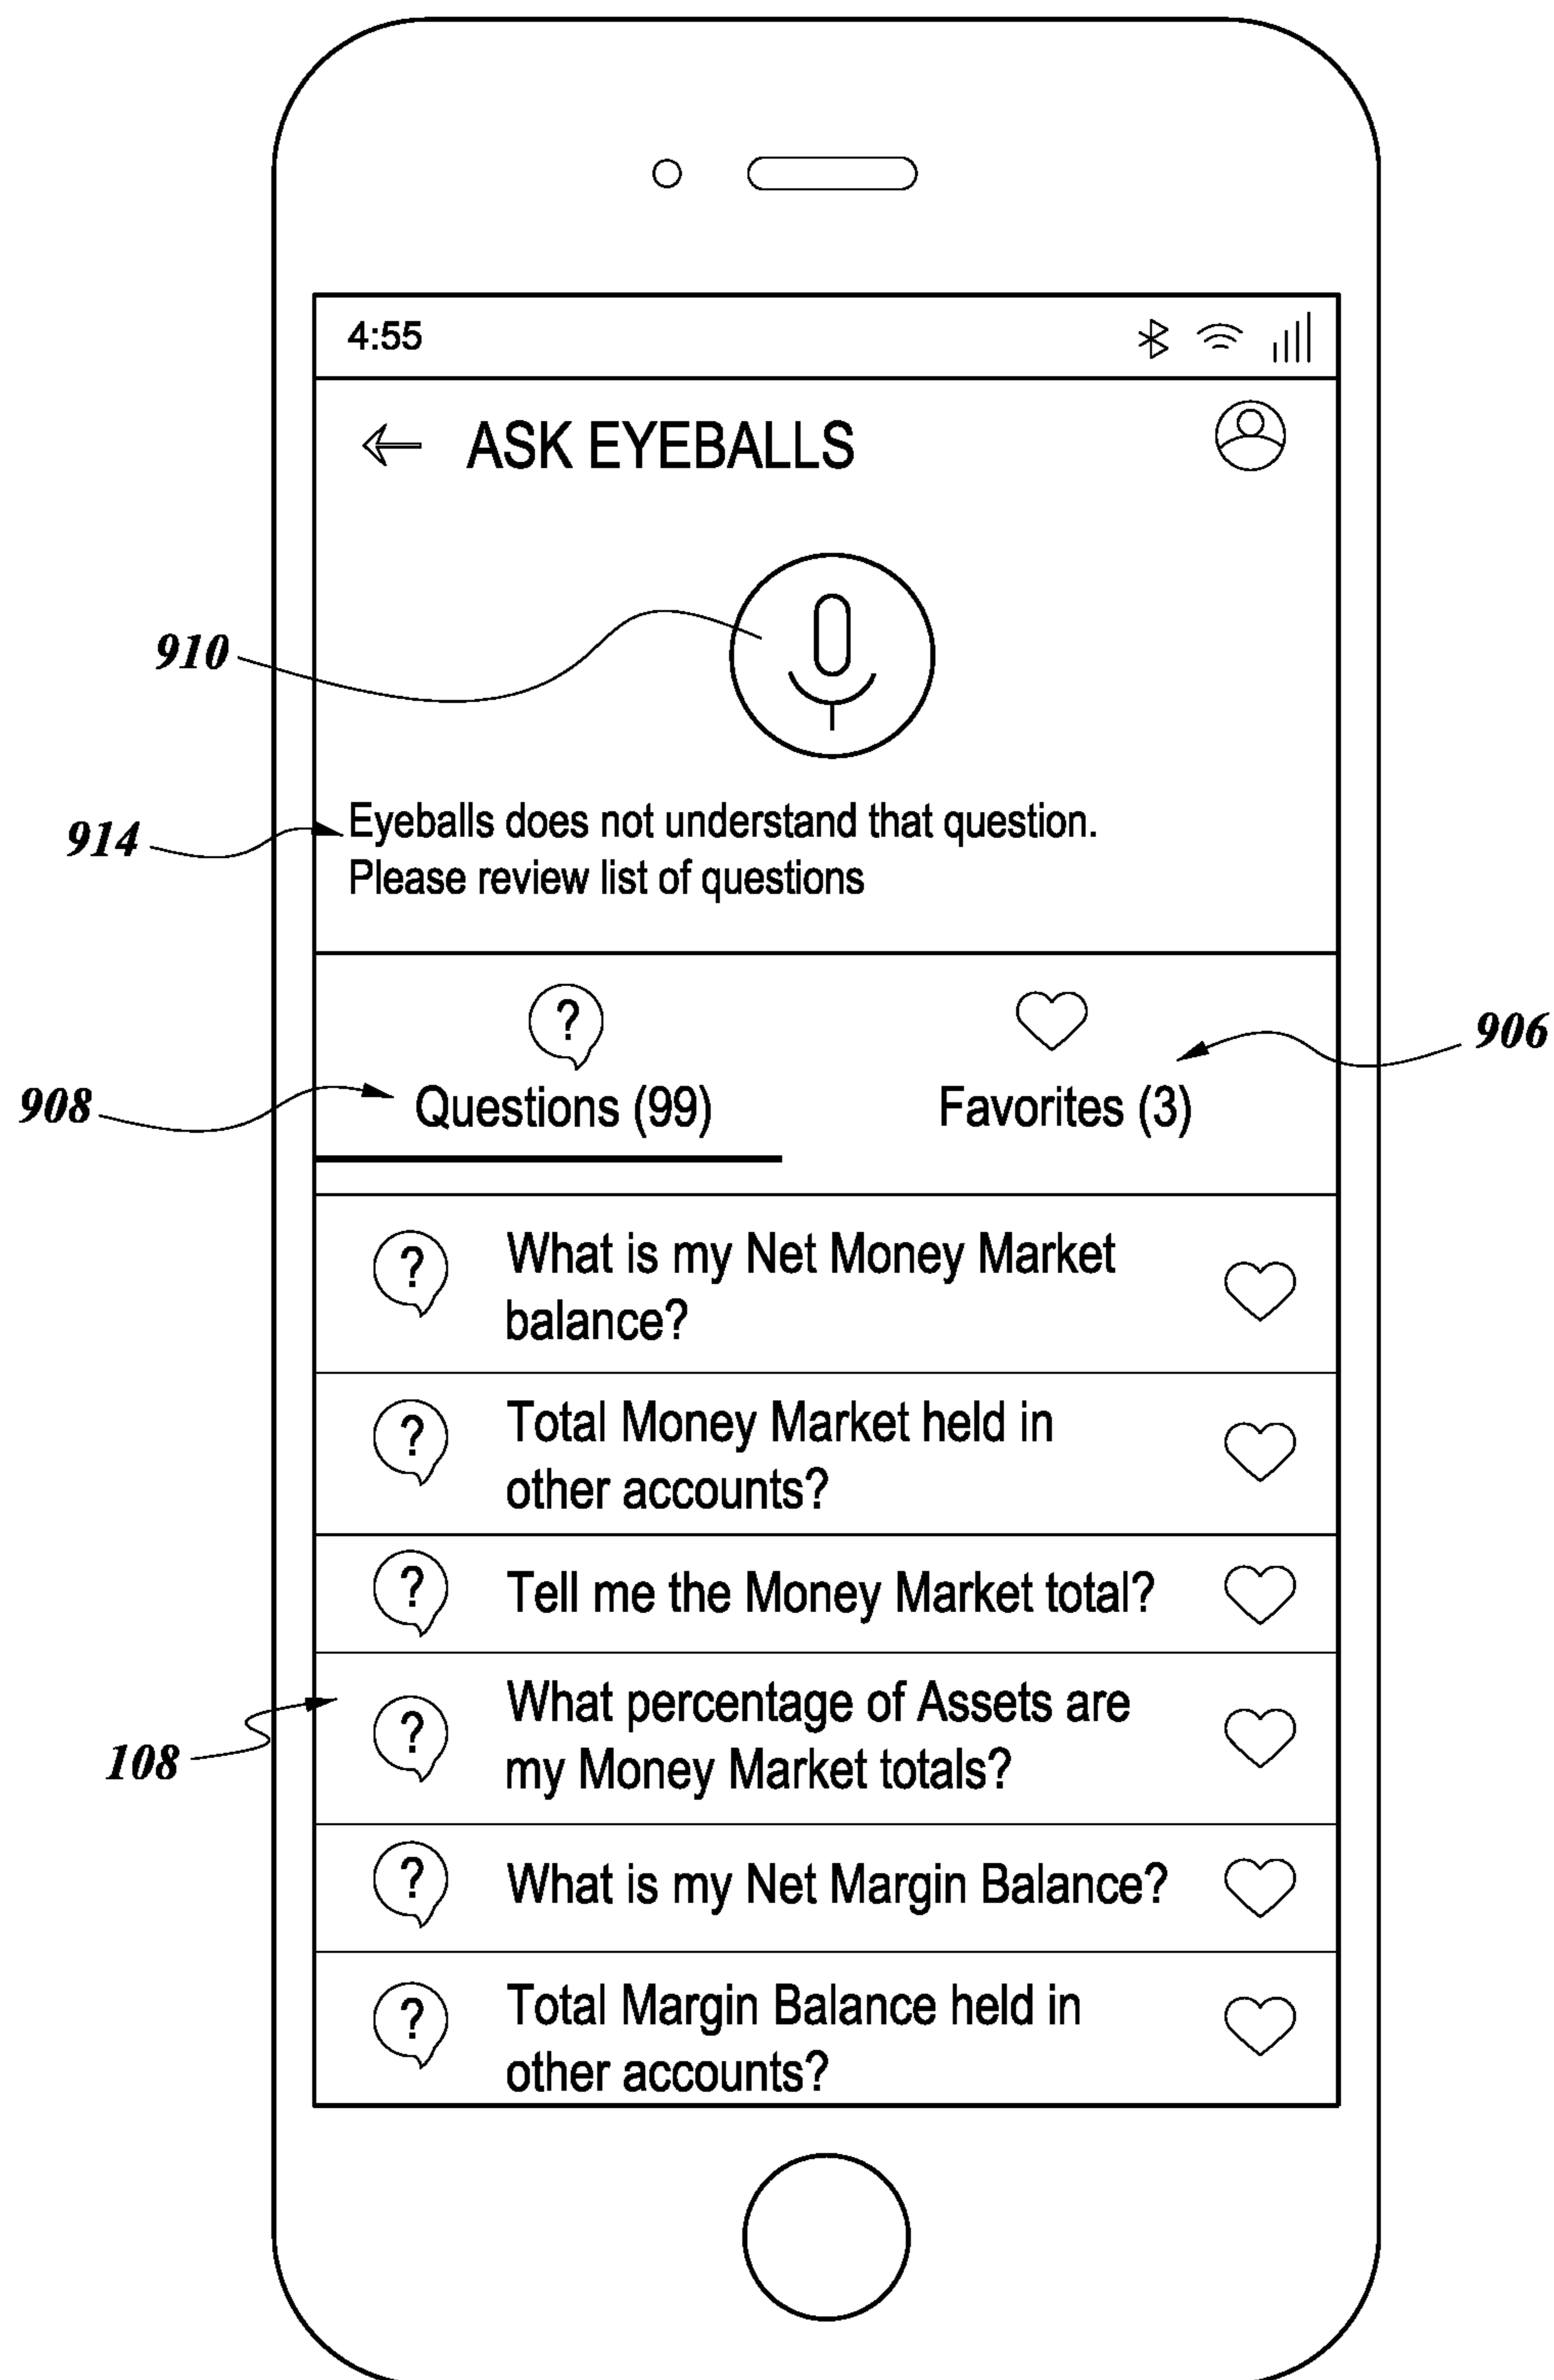 4:55
ASK EYEBALLS
910
914
Eyeballs does not understand that question.
Please review list of questions
?
906
908
Questions (99)
Favorites (3)
?
What is my Net Money Market
balance?
?
Total Money Market held in
other accounts?
?
Tell me the Money Market total?
108
?
What percentage of Assets are
my Money Market totals?
?
What is my Net Margin Balance?
?
Total Margin Balance held in
other accounts?